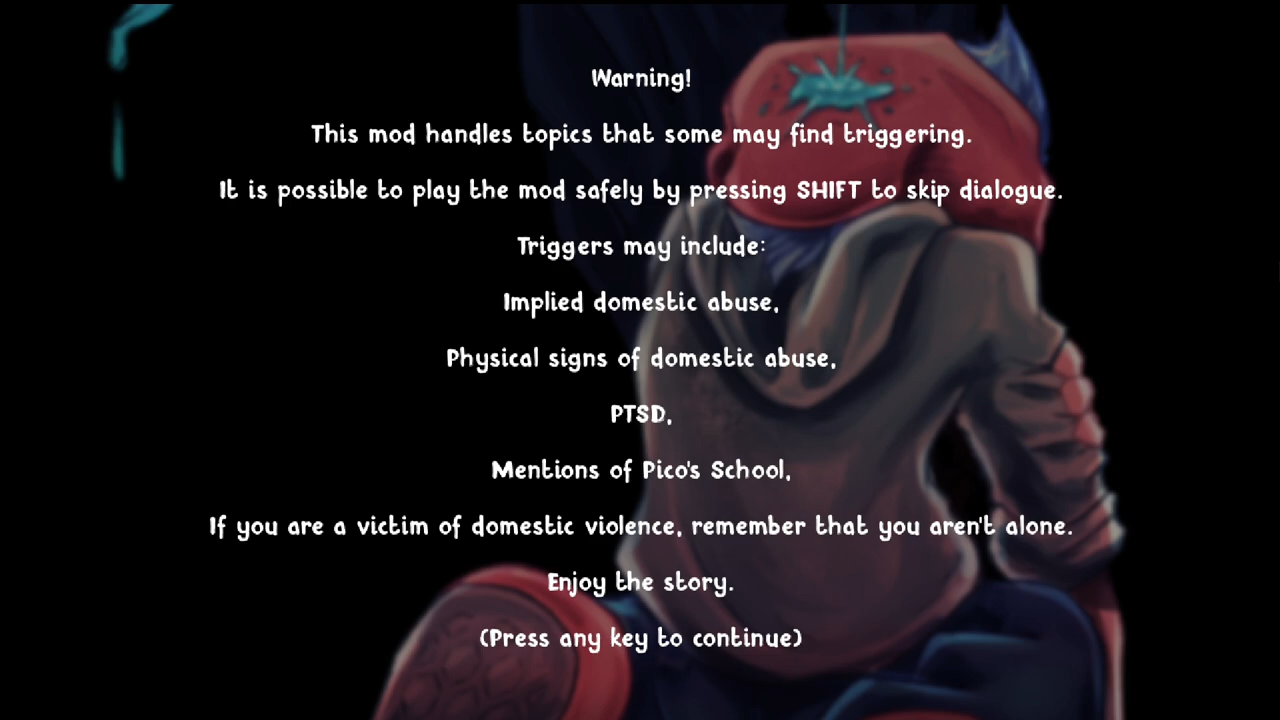 Warning!
This mod handles topics that some may find triggering.
It is possible to play the mod safely by pressing SHIFT to skip dialogue.
Triggers may include:
Implied domestic abuse,
Physical signs of domestic abuse,
PTSD,
Mentions of Pico's School,
If you are a victim of domestic violence, remember that you aren't alone.
Enjoy the story.
(Press any key to continue)